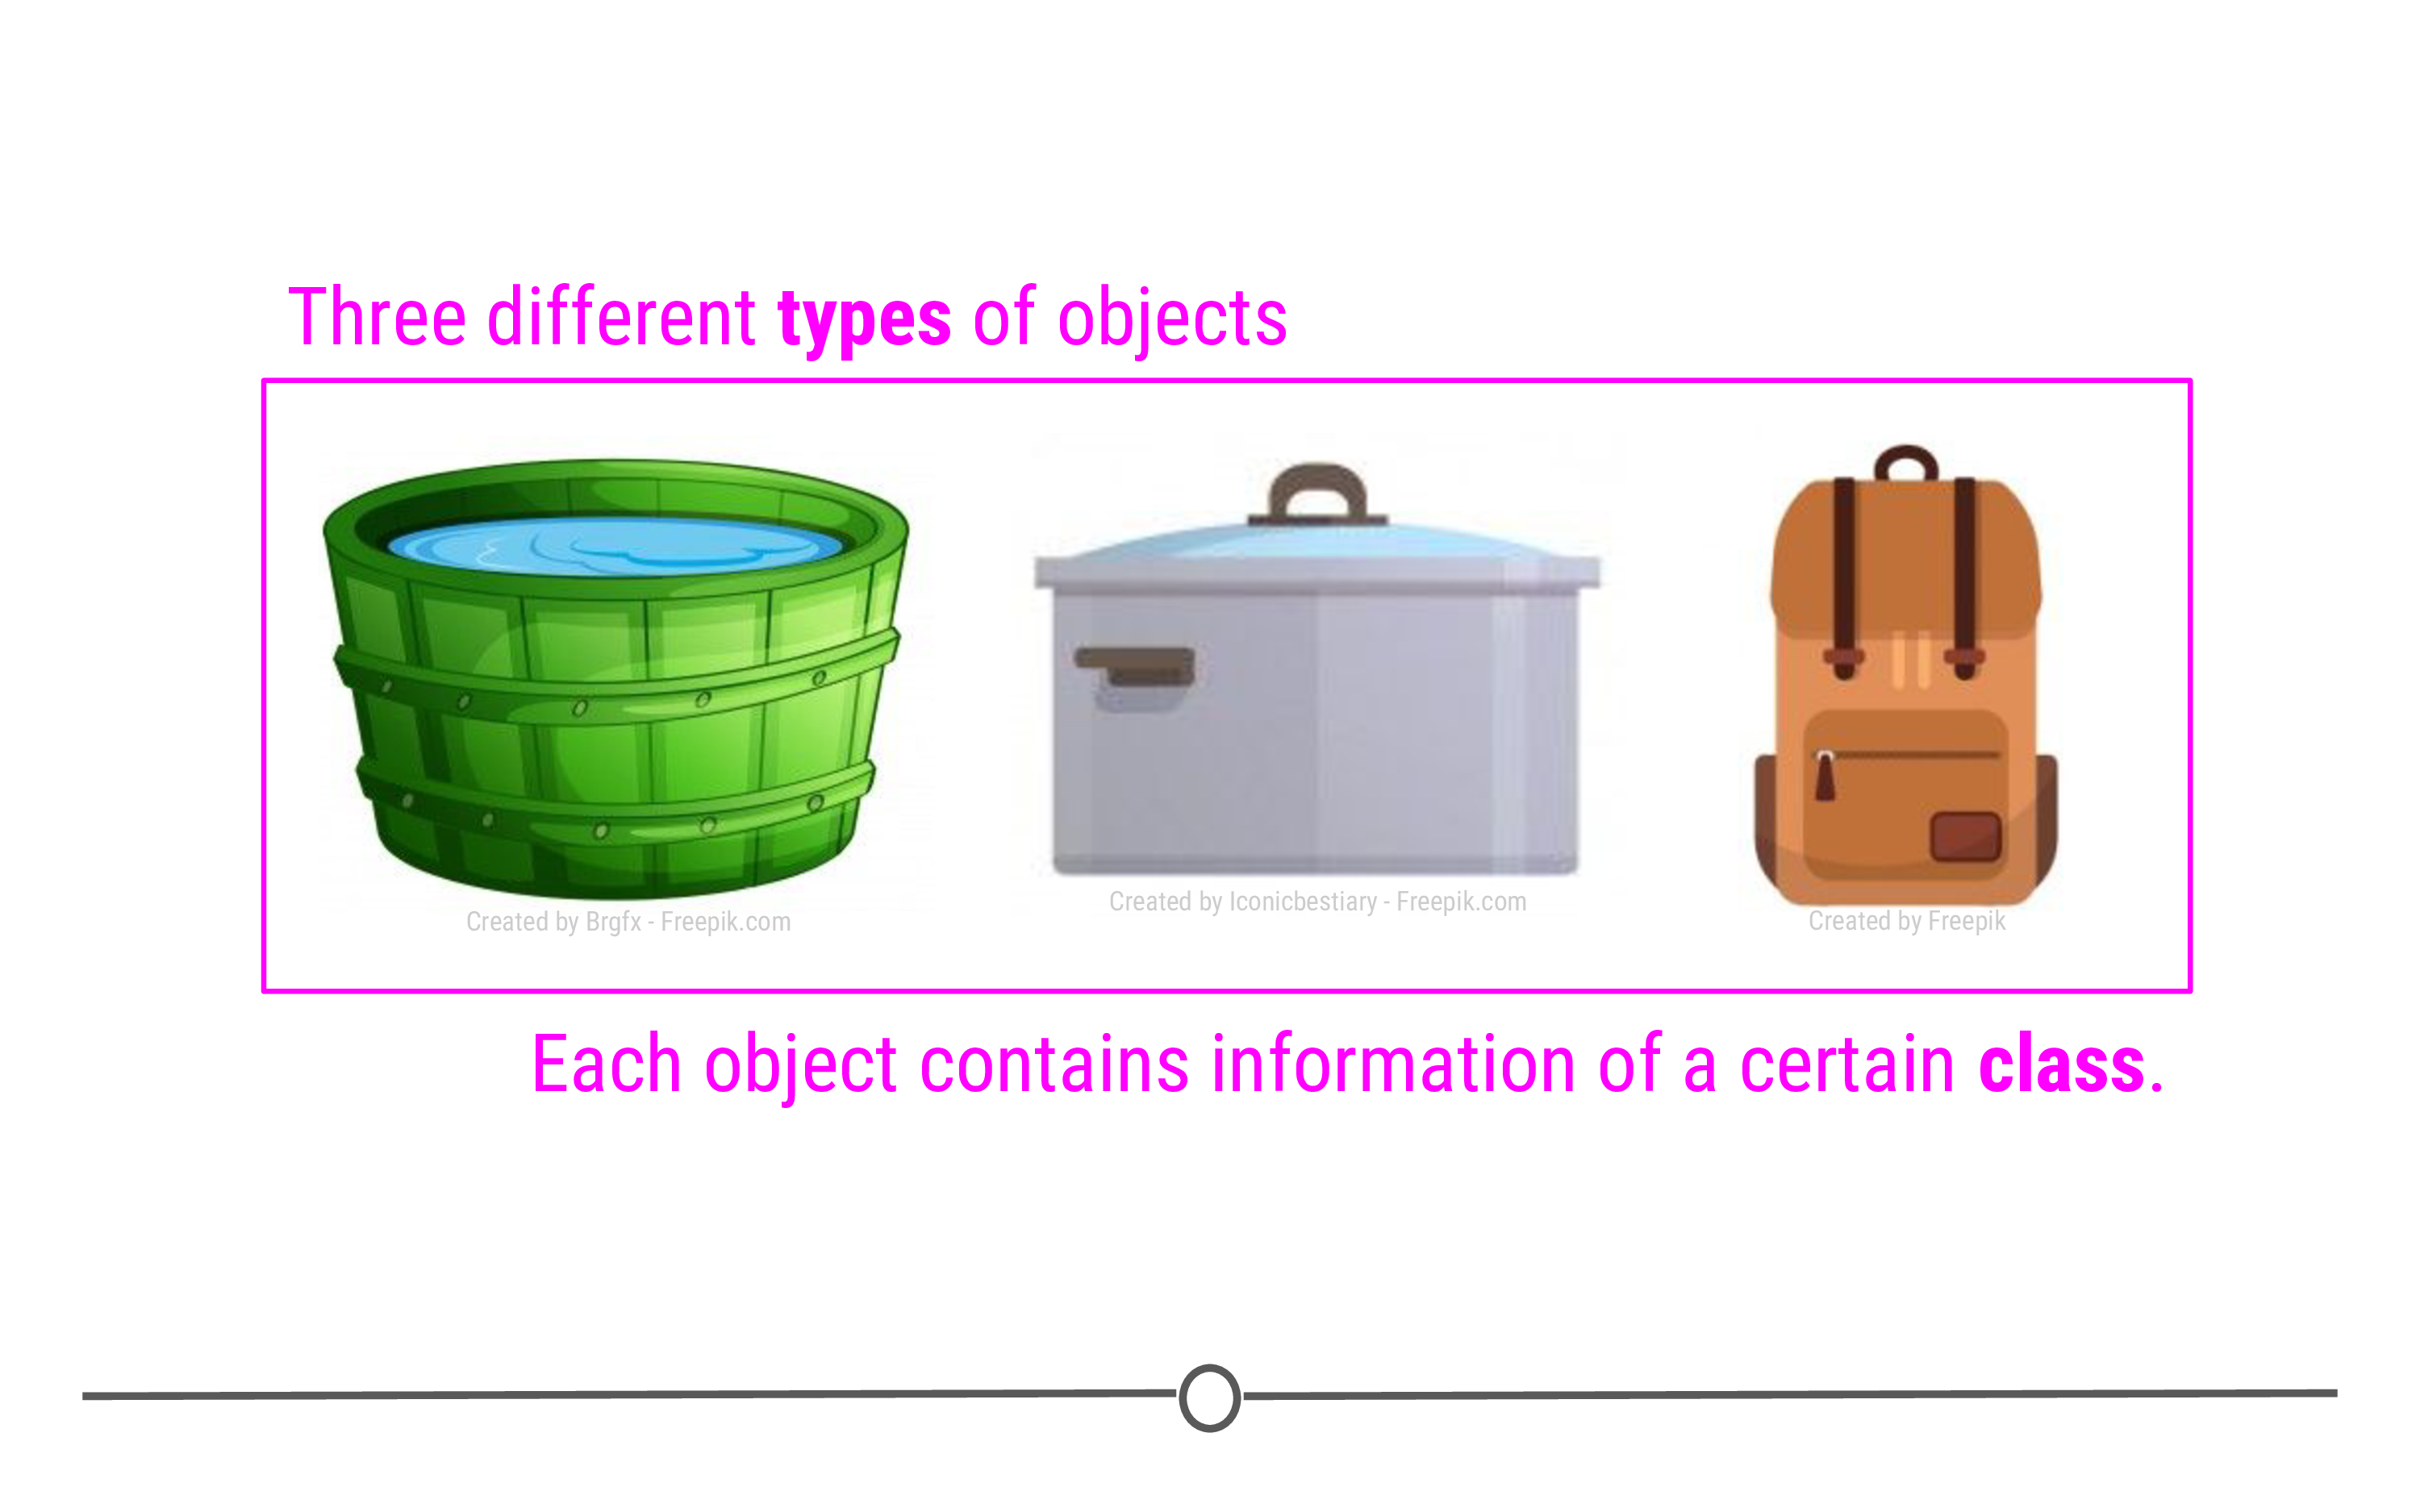 Three different types of objects
Created by Brgfx - Freepik.com
Created by Iconicbestiary - Freepik.com
Created by Freepik
Each object contains information of a certain class.